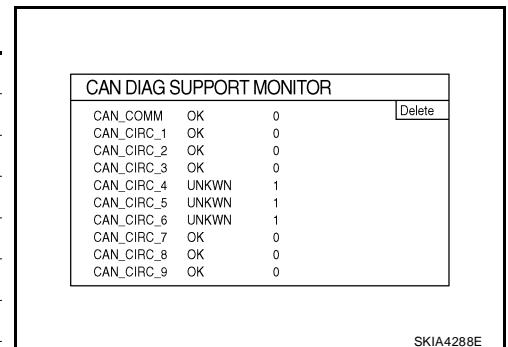 CAN DIAG SUPPORT MONITOR
Delete
CAN_COMM OK 0
CAN_CIRC_1 OK 0
CAN_CIRC_2 OK 0
CAN_CIRC_3 OK 0
CAN_CIRC_4 UNKWN 1
CAN_CIRC_5 UNKWN 1
CAN_CIRC_6 UNKWN 1
CAN_CIRC_7 OK 0
CAN_CIRC_8 OK 0
CAN_CIRC_9 OK 0
SKIA4288E